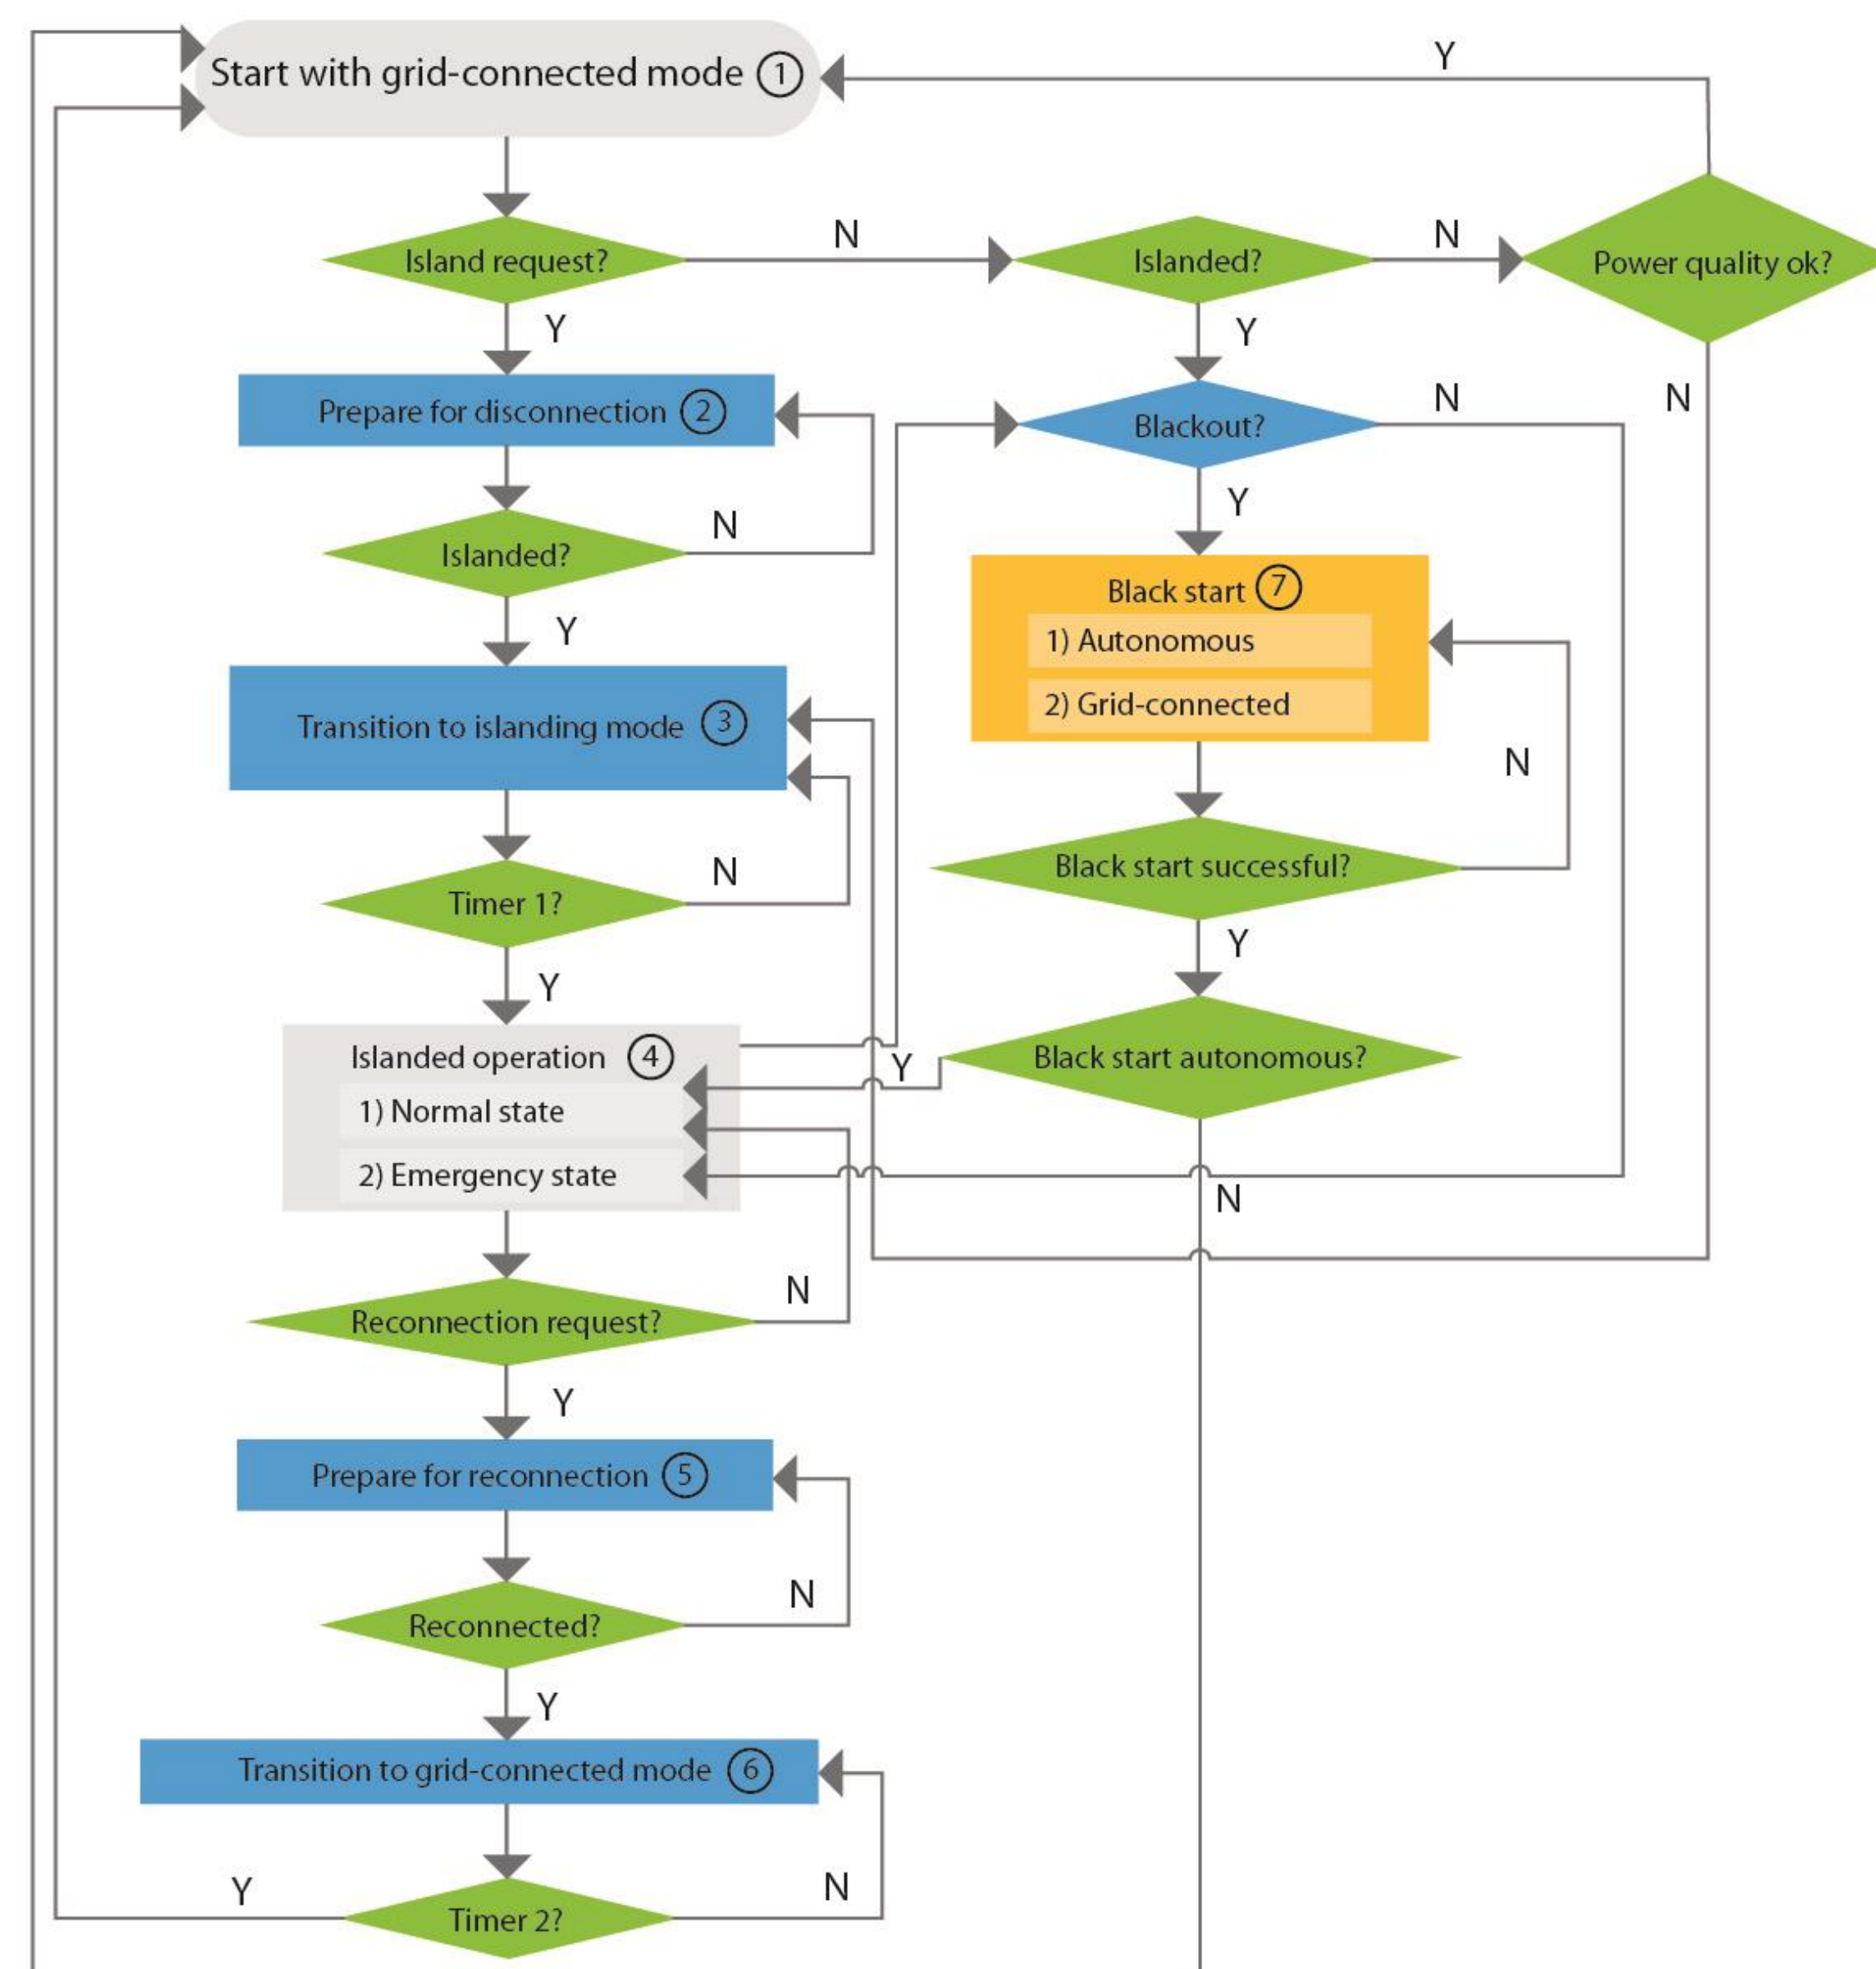 Start with grid-connected mode 1
Y
Island request?
N
Islanded?
N
Power quality ok?
Y
Y
Prepare for disconnection 2
Blackout?
N
N
Islanded?
N
Y
Black start 7
1) Autonomous
2) Grid-connected
Y
Transition to islanding mode 3
N
Timer 1?
N
Black start successful?
Y
Y
Islanded operation 4
1) Normal state
2) Emergency state
Y
Black start autonomous?
N
Reconnection request?
N
Y
Prepare for reconnection 5
Reconnected?
N
Y
Transition to grid-connected mode 6
Y
Timer 2?
N